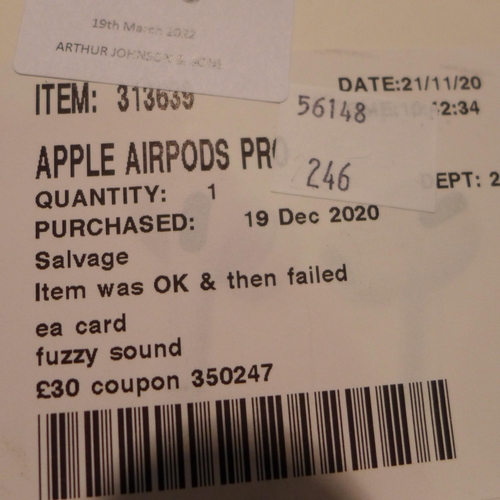 19th March 2022
ARTHUR JOHNSON & SONS
ITEM: 313639
DATE:21/11/20
56148
2:34
APPLE AIRPODS PR
246
EPT: 2
QUANTITY: 1
PURCHASED: 19 Dec 2020
Salvage
Item was OK & then failed
ea card
fuzzy sound
£30 coupon 350247